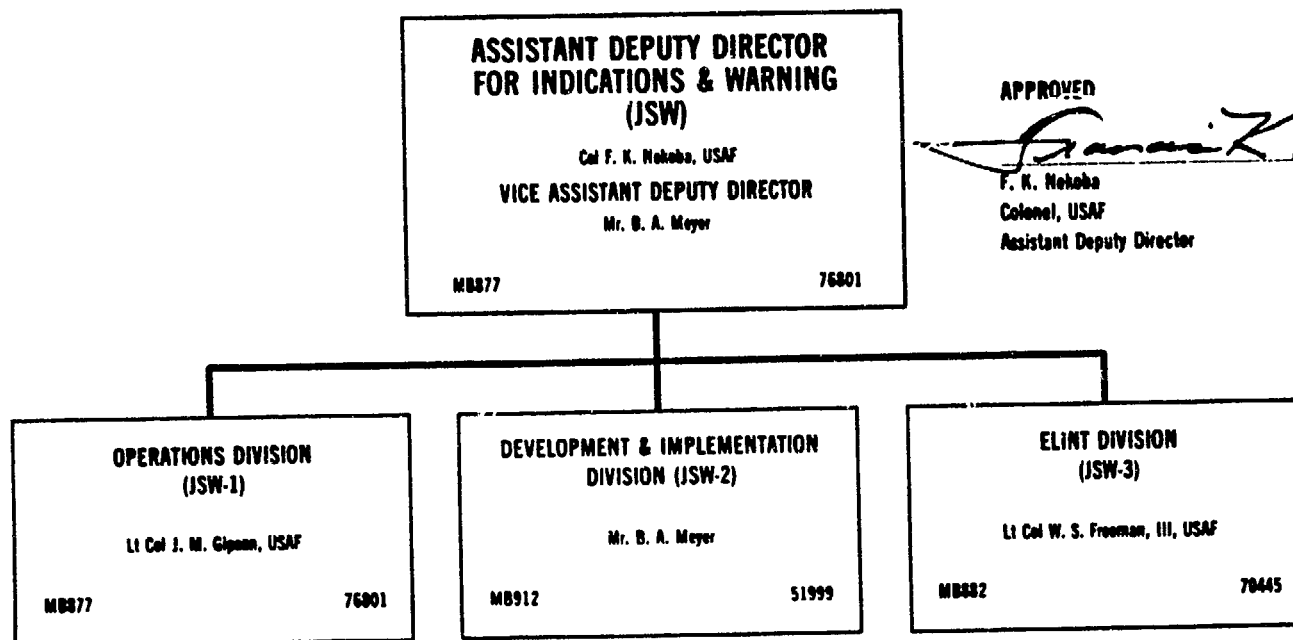 ASSISTANT DEPUTY DIRECTOR
FOR INDICATIONS & WARNING
(JSW)
Col F. K. Nekoba, USAF
VICE ASSISTANT DEPUTY DIRECTOR
Mr. B. A. Meyer
MB877 76801
APPROVED
F. K. Nekoba
Colonel, USAF
Assistant Deputy Director
OPERATIONS DIVISION
(JSW-1)
Lt Col J. M. Gipson, USAF
MB877 76801
DEVELOPMENT & IMPLEMENTATION
DIVISION (JSW-2)
Mr. B. A. Meyer
MB912 51999
ELINT DIVISION
(JSW-3)
Lt Col W. S. Freeman, III, USAF
MB882 70445